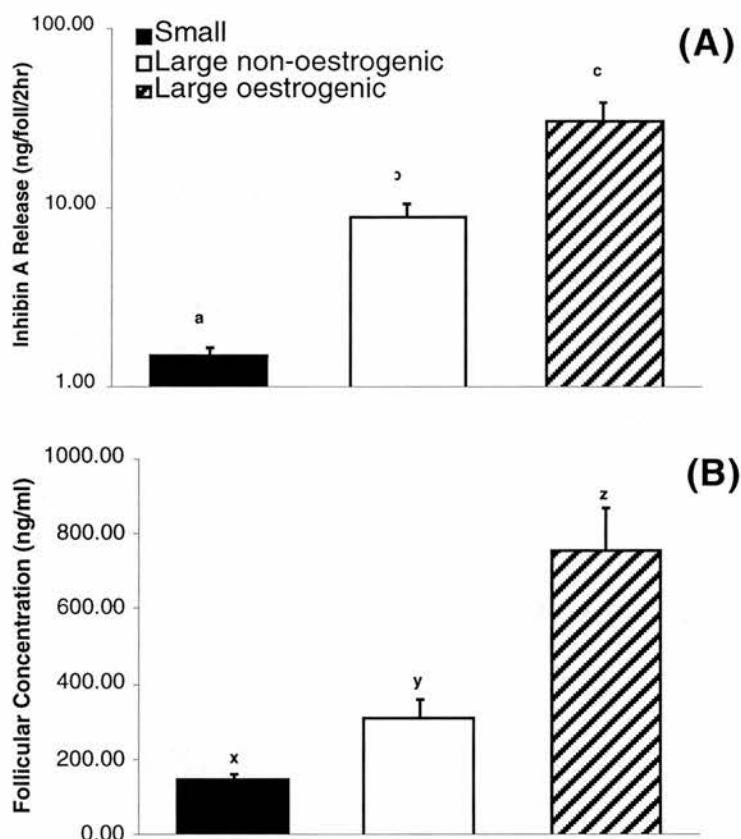 100.00
Small
Large non-oestrogenic
Large oestrogenic
(A)
c
10.00
a
1.00
Inhibin A Release (ng/foll/2hr)
1000.00
(B)
z
800.00
600.00
400.00
y
200.00
x
0.00
Follicular Concentration (ng/ml)